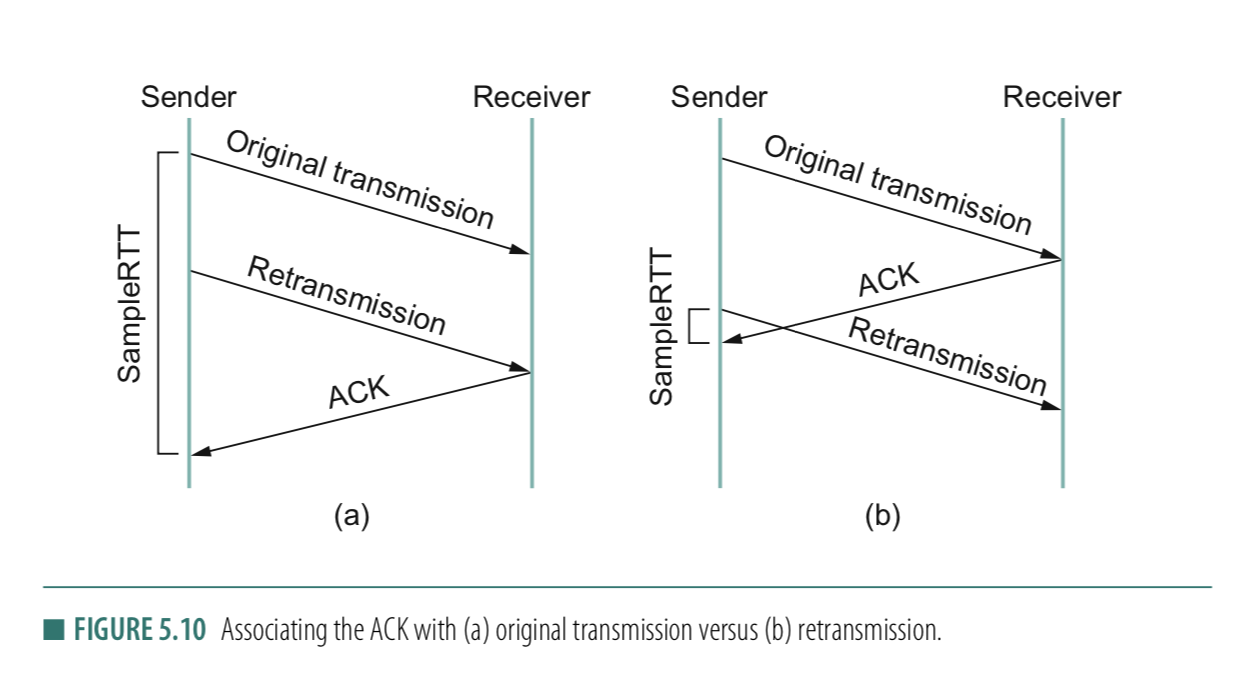 Sender
Receiver
Original transmission
Retransmission
ACK
SampleRTT
(a)
Sender
Receiver
Original transmission
ACK
Retransmission
SampleRTT
(b)
FIGURE 5.10 Associating the ACK with (a) original transmission versus (b) retransmission.